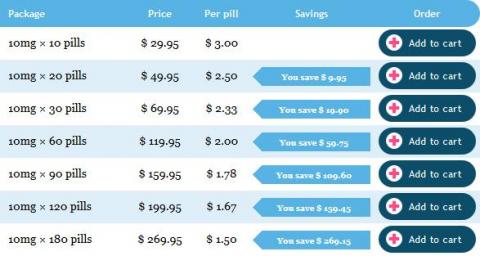 Package Price Per pill Savings Order
10mg × 10 pills $ 29.95 $ 3.00 Add to cart
10mg × 20 pills $ 49.95 $ 2.50 You save $ 9.95 Add to cart
10mg × 30 pills $ 69.95 $ 2.33 You save $ 19.90 Add to cart
10mg × 60 pills $ 119.95 $ 2.00 You save $ 59.75 Add to cart
10mg × 90 pills $ 159.95 $ 1.78 You save $ 109.60 Add to cart
10mg × 120 pills $ 199.95 $ 1.67 You save $ 159.45 Add to cart
10mg × 180 pills $ 269.95 $ 1.50 You save $ 269.15 Add to cart